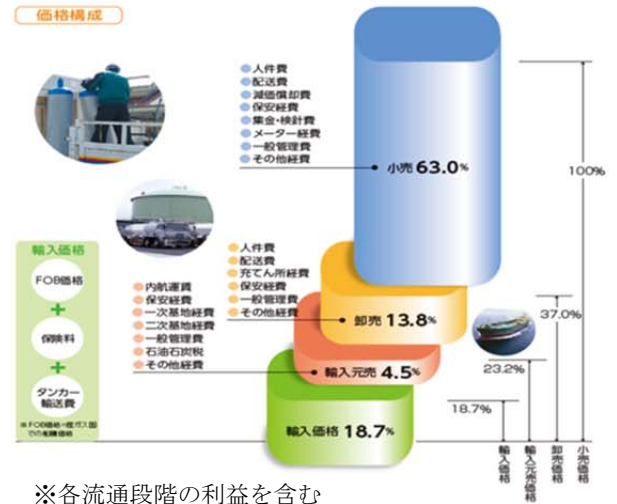 価格構成
人件費
配送費
減価償却費
保安経費
集金・検針費
メーター経費
一般管理費
その他経費
小売 63.0%
100%
輸入価格
FOB価格
+
保険料
+
タンカー
輸送費
人件費
配送費
充てん所経費
保安経費
一般管理費
その他経費
卸売 13.8%
37.0%
内航運賃
保安経費
一次基地経費
二次基地経費
一般管理費
石油石炭税
その他経費
輸入元売 4.5%
23.2%
輸入価格 18.7%
18.7%
輸入価格
輸入元売価格
卸売価格
小売価格
※各流通段階の利益を含む